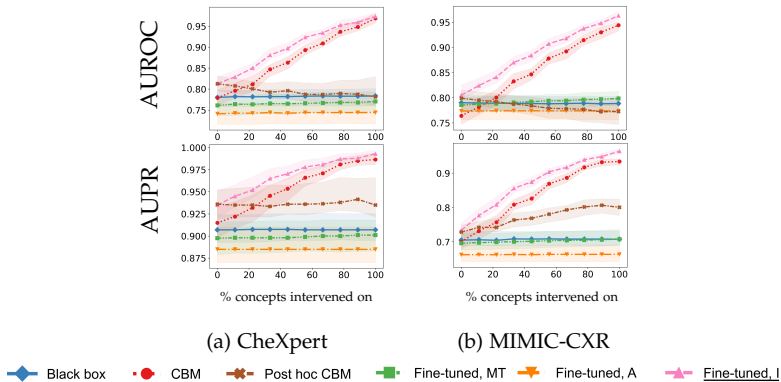 AUROC
0.95
0.90
0.85
0.80
0.75
0 20 40 60 80 100
0.95
0.90
0.85
0.80
0.75
0 20 40 60 80 100
AUPR
1.000
0.975
0.950
0.925
0.900
0.875
0 20 40 60 80 100
% concepts intervened on
0.9
0.8
0.7
0 20 40 60 80 100
% concepts intervened on
(a) CheXpert (b) MIMIC-CXR
Black box CBM Post hoc CBM Fine-tuned, MT Fine-tuned, A Fine-tuned, I